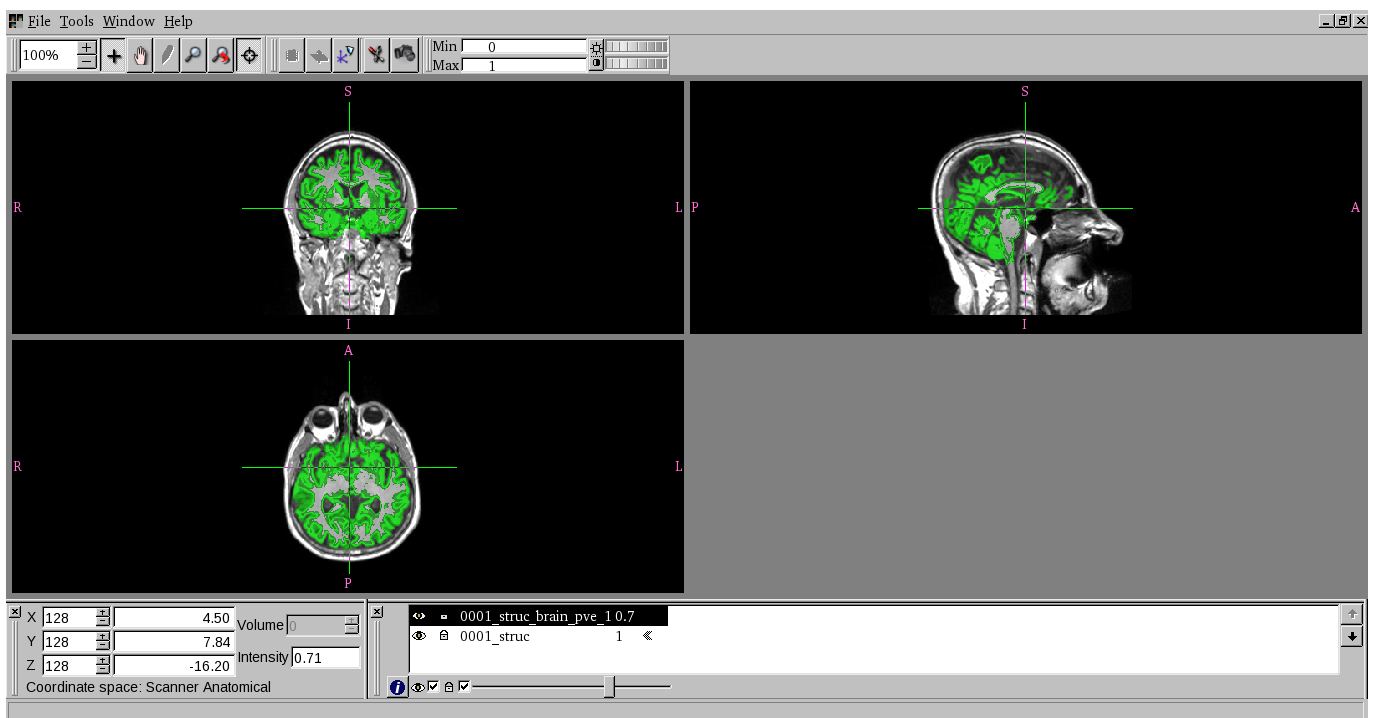 File Tools Window Help
100%
Min 0
Max 1
S
R L
I
S
P A
I
A
R L
P
X 128 4.50
Y 128 7.84
Z 128 -16.20
Volume 0
Intensity 0.71
Coordinate space: Scanner Anatomical
0001_struc_brain_pve_1 0.7
0001_struc 1